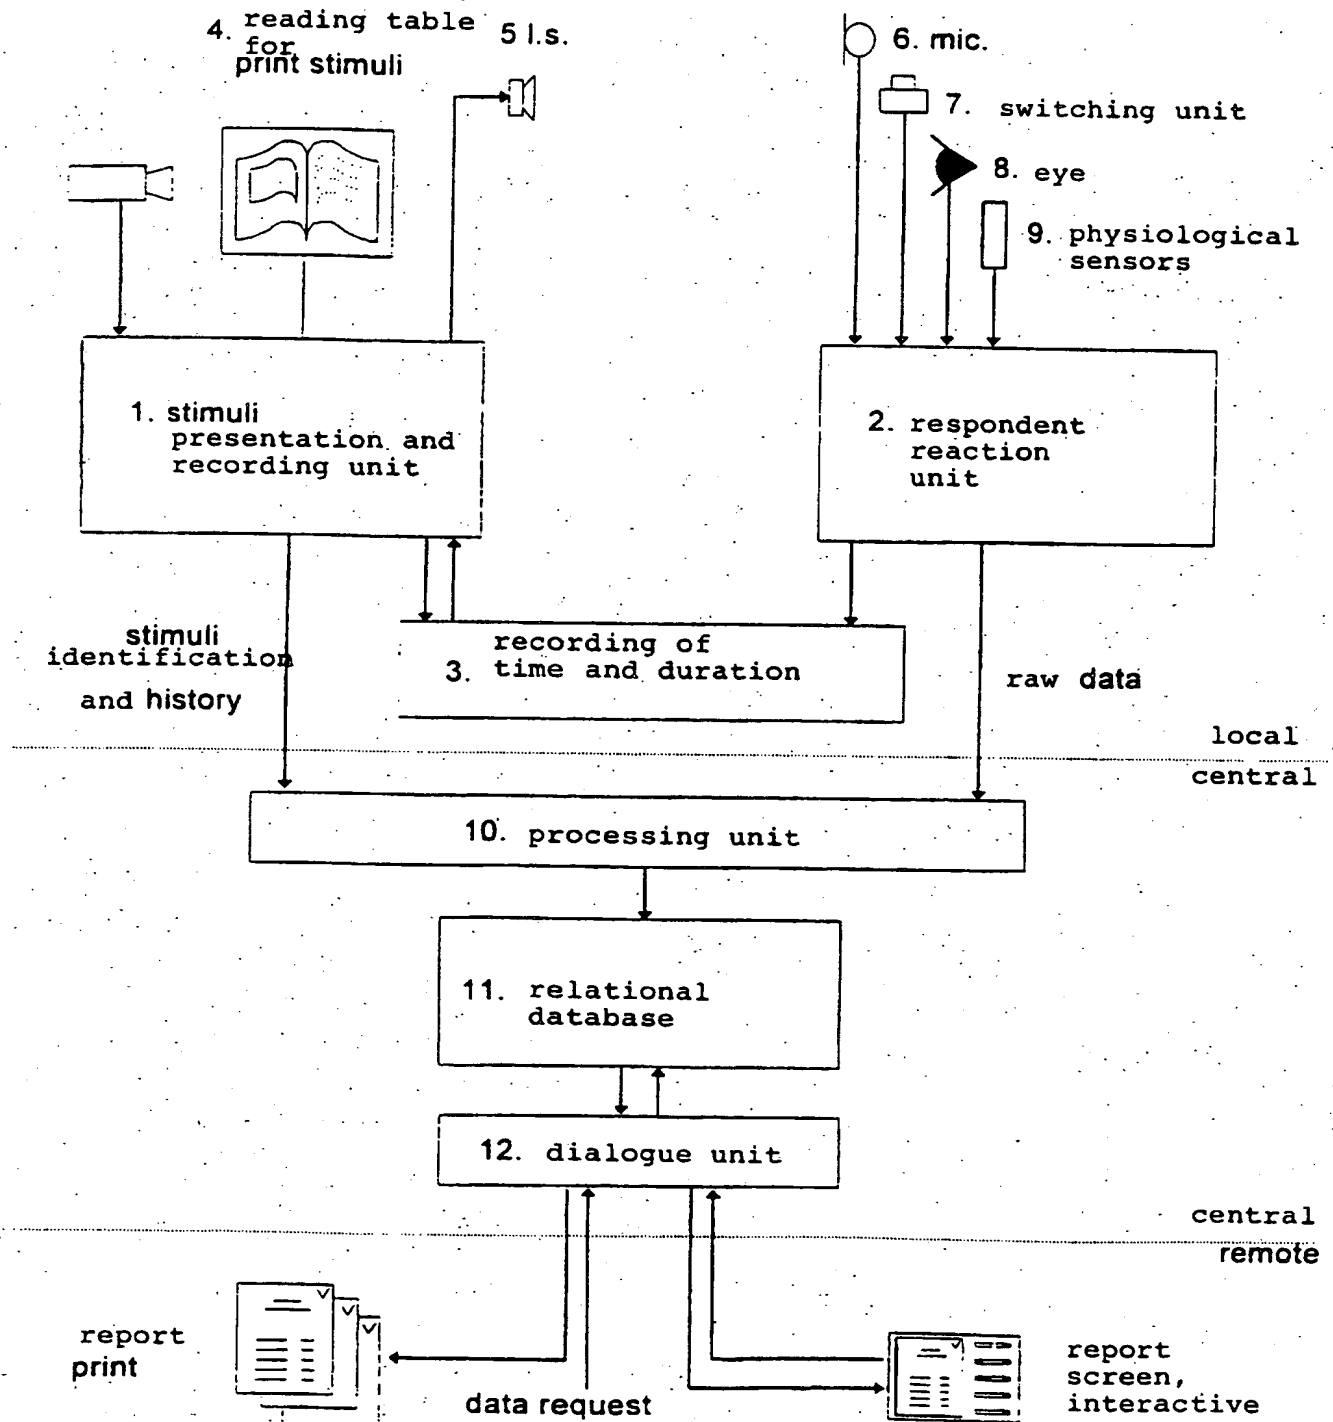 4. reading table
for
print stimuli
5 l.s.
6. mic.
7. switching unit
8. eye
9. physiological
sensors
1. stimuli
presentation and
recording unit
2. respondent
reaction
unit
stimuli
identification
and history
3. recording of
time and duration
raw data
local
central
10. processing unit
11. relational
database
12. dialogue unit
central
remote
report
print
data request
report
screen,
interactive